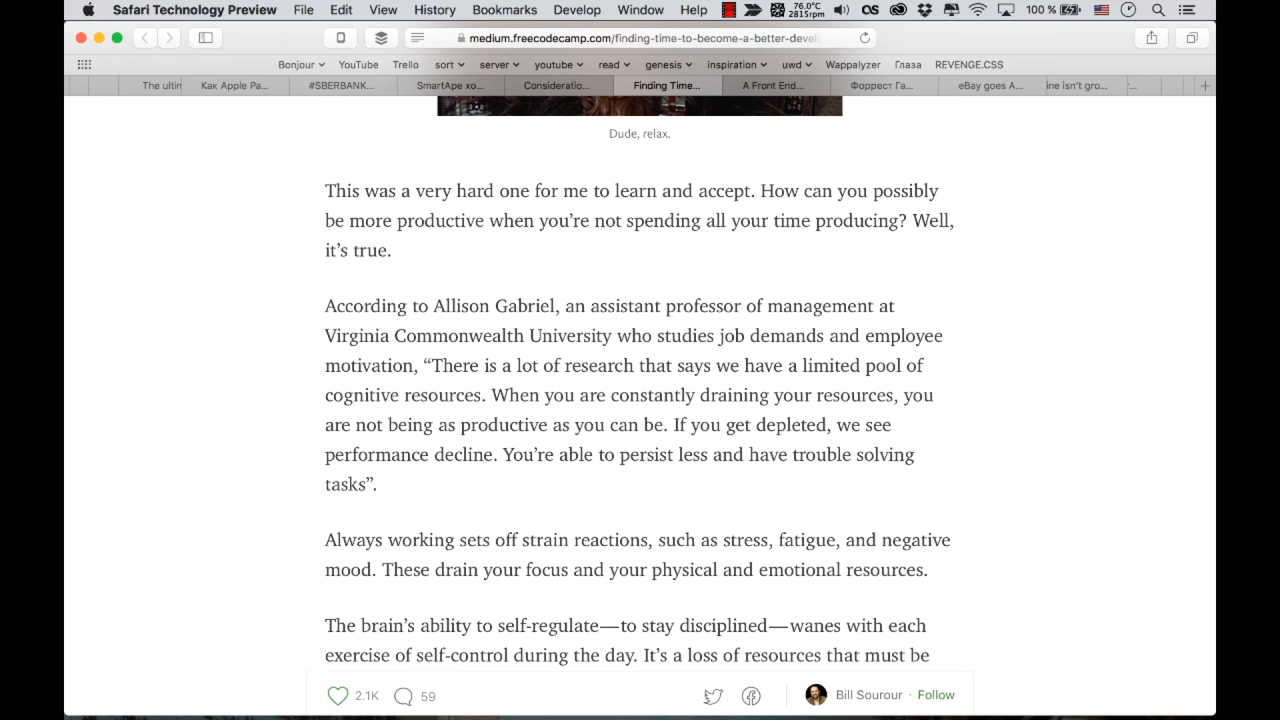 Safari Technology Preview File Edit View History Bookmarks Develop Window Help 76.0°C 2815rpm 100 %
medium.freecodecamp.com/finding-time-to-become-a-better-devel
Bonjour YouTube Trello sort server youtube read genesis inspiration uwd Wappalyzer Глаза REVENGE.CSS
The ultin Как Apple Pa... #SBERBANK... SmartApe xo... Consideratio... Finding Time... A Front End... Форрест Га... eBay goes A... ine isn't gro...
Dude, relax.
This was a very hard one for me to learn and accept. How can you possibly
be more productive when you're not spending all your time producing? Well,
it's true.
According to Allison Gabriel, an assistant professor of management at
Virginia Commonwealth University who studies job demands and employee
motivation, “There is a lot of research that says we have a limited pool of
cognitive resources. When you are constantly draining your resources, you
are not being as productive as you can be. If you get depleted, we see
performance decline. You're able to persist less and have trouble solving
tasks”.
Always working sets off strain reactions, such as stress, fatigue, and negative
mood. These drain your focus and your physical and emotional resources.
The brain's ability to self-regulate—to stay disciplined—wanes with each
exercise of self-control during the day. It's a loss of resources that must be
2.1K 59 Bill Sourour · Follow